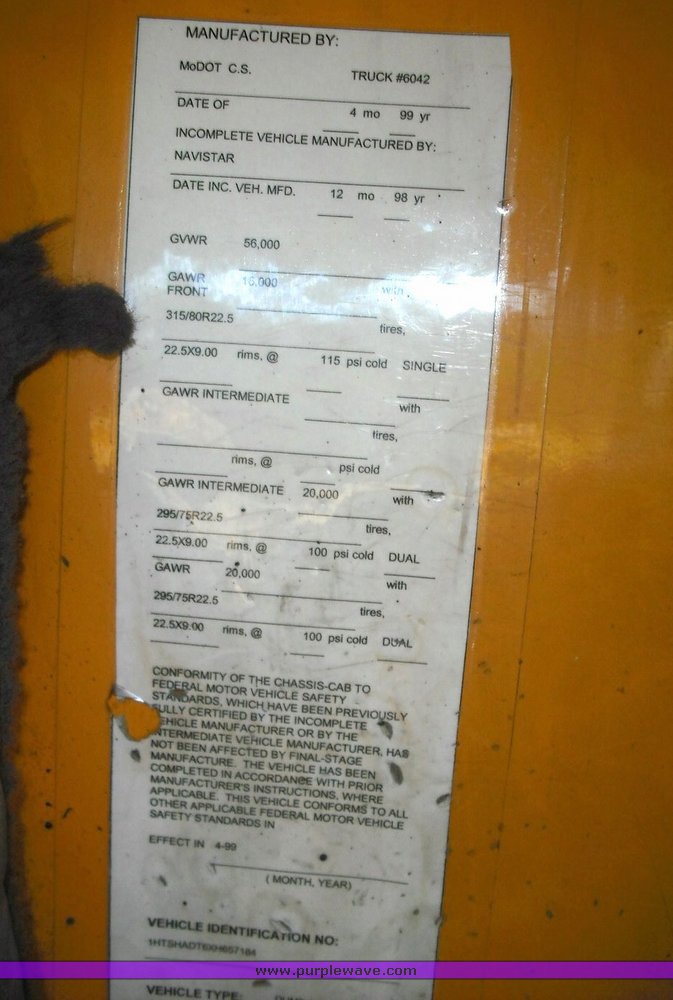 MANUFACTURED BY:
MoDOT C.S. TRUCK #6042
DATE OF 4 mo 99 yr
INCOMPLETE VEHICLE MANUFACTURED BY:
NAVISTAR
DATE INC. VEH. MFD. 12 mo 98 yr
GVWR 56,000
GAWR 16,000 with
FRONT
315/80R22.5 tires,
22.5X9.00 rims, @ 115 psi cold SINGLE
GAWR INTERMEDIATE with
tires,
rims, @ psi cold
GAWR INTERMEDIATE 20,000 with
295/75R22.5 tires,
22.5X9.00 rims, @ 100 psi cold DUAL
GAWR 20,000 with
295/75R22.5 tires,
22.5X9.00 rims, @ 100 psi cold DUAL
CONFORMITY OF THE CHASSIS-CAB TO
FEDERAL MOTOR VEHICLE SAFETY
STANDARDS, WHICH HAVE BEEN PREVIOUSLY
FULLY CERTIFIED BY THE INCOMPLETE
VEHICLE MANUFACTURER OR BY THE
INTERMEDIATE VEHICLE MANUFACTURER, HAS
NOT BEEN AFFECTED BY FINAL-STAGE
MANUFACTURE. THE VEHICLE HAS BEEN
COMPLETED IN ACCORDANCE WITH PRIOR
MANUFACTURER'S INSTRUCTIONS, WHERE
APPLICABLE. THIS VEHICLE CONFORMS TO ALL
OTHER APPLICABLE FEDERAL MOTOR VEHICLE
SAFETY STANDARDS IN
EFFECT IN 4-99
( MONTH, YEAR)
VEHICLE IDENTIFICATION NO:
1HTSHADT6XH657184
www.purplewave.com
VEHICLE TYPE: